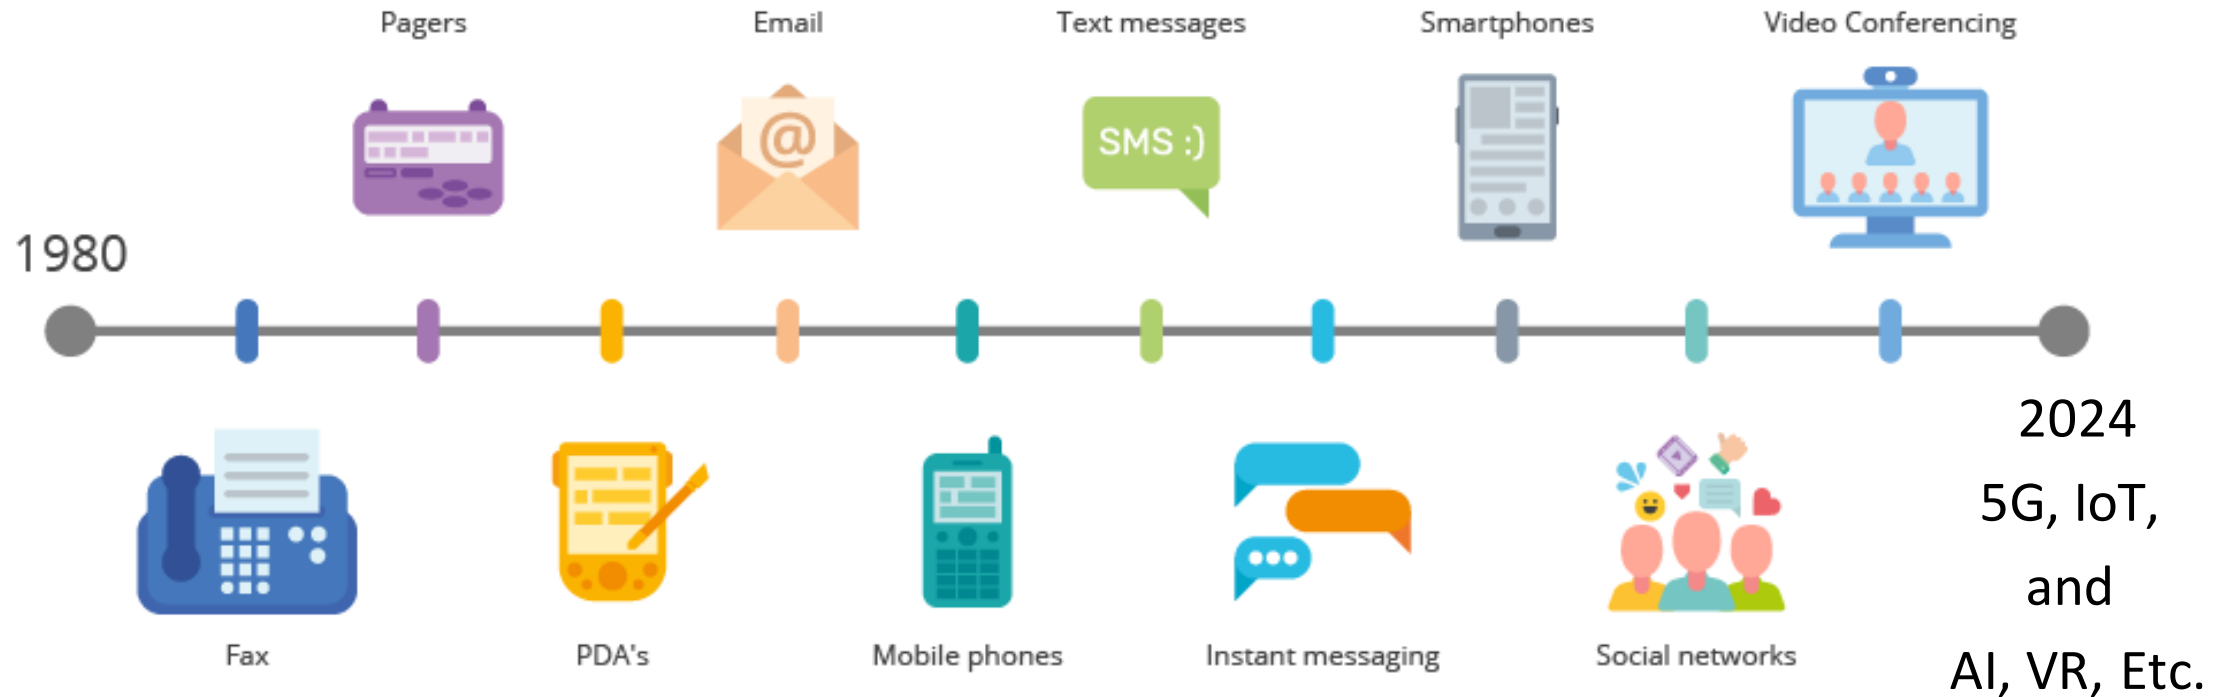 Pagers
Email
Text messages
Smartphones
Video Conferencing
@
SMS :)
1980
2024
5G, IoT,
and
AI, VR, Etc.
Fax
PDA's
Mobile phones
Instant messaging
Social networks